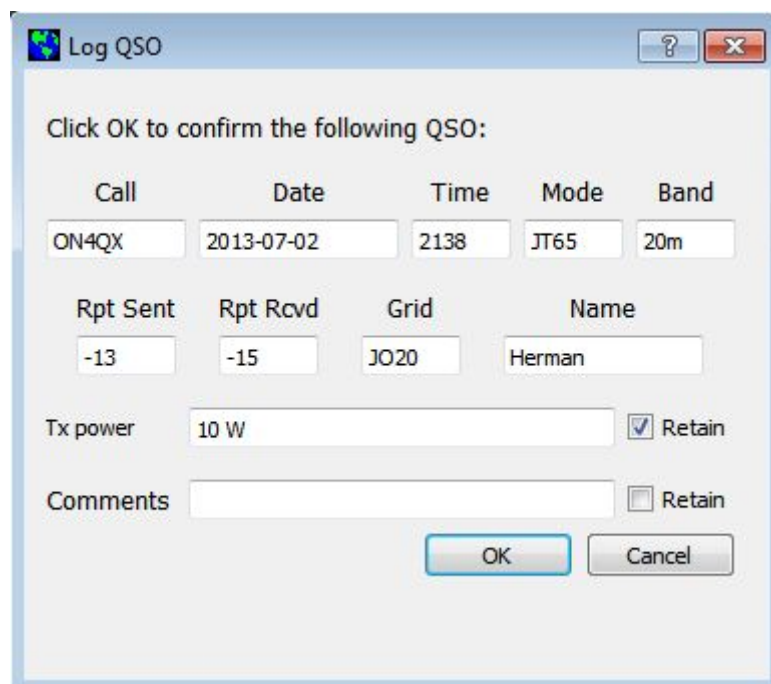 Log QSO
Click OK to confirm the following QSO:
Call Date Time Mode Band
ON4QX 2013-07-02 2138 JT65 20m
Rpt Sent Rpt Rcvd Grid Name
-13 -15 JO20 Herman
Tx power 10 W Retain
Comments Retain
OK Cancel